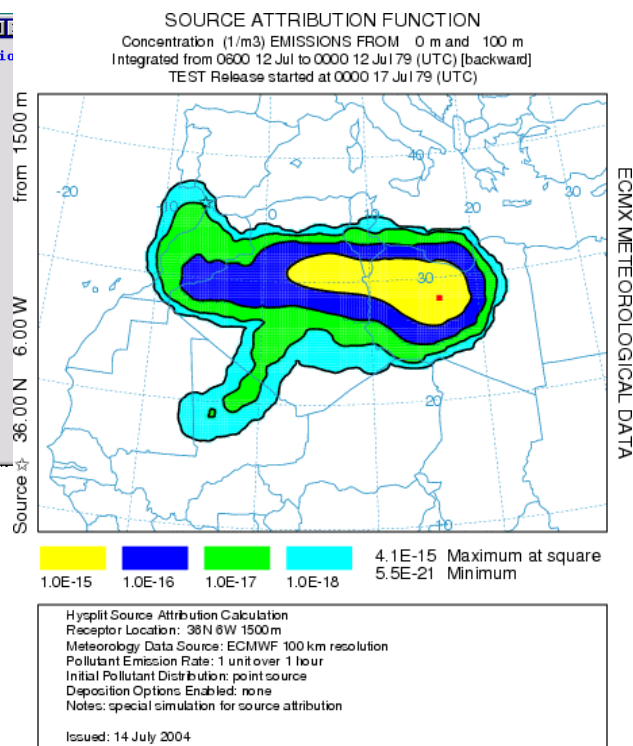 io
SOURCE ATTRIBUTION FUNCTION
Concentration (1/m3) EMISSIONS FROM 0 m and 100 m
Integrated from 0600 12 Jul to 0000 12 Jul 79 (UTC) [backward]
TEST Release started at 0000 17 Jul 79 (UTC)
Source ☆ 36.00 N 6.00 W from 1500 m
ECMX METEOROLOGICAL DATA
40
-20
30
-10
0
10
20
30
20
10
1.0E-15 1.0E-16 1.0E-17 1.0E-18
4.1E-15 Maximum at square
5.5E-21 Minimum
Hysplit Source Attribution Calculation
Receptor Location: 36N 6W 1500m
Meteorology Data Source: ECMWF 100 km resolution
Pollutant Emission Rate: 1 unit over 1 hour
Initial Pollutant Distribution: point source
Deposition Options Enabled: none
Notes: special simulation for source attribution
Issued: 14 July 2004